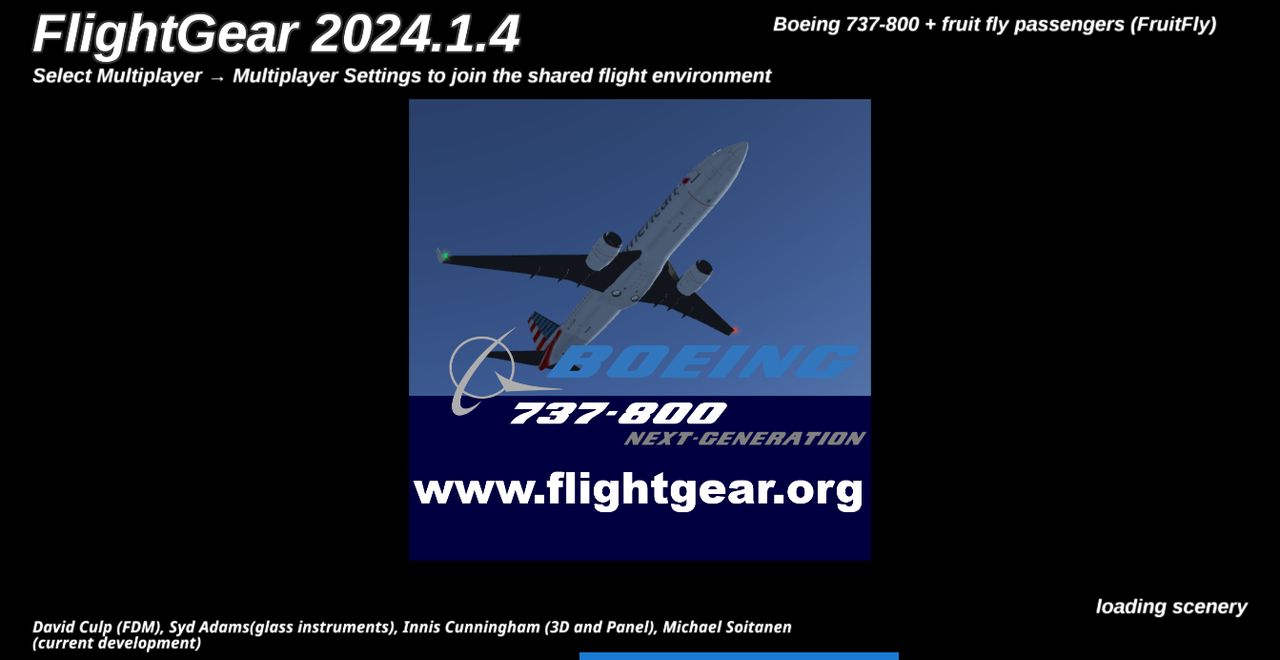 FlightGear 2024.1.4
Boeing 737-800 + fruit fly passengers (FruitFly)
Select Multiplayer → Multiplayer Settings to join the shared flight environment
BOEING
737-800
NEXT-GENERATION
www.flightgear.org
loading scenery
David Culp (FDM), Syd Adams(glass instruments), Innis Cunningham (3D and Panel), Michael Soitanen
(current development)